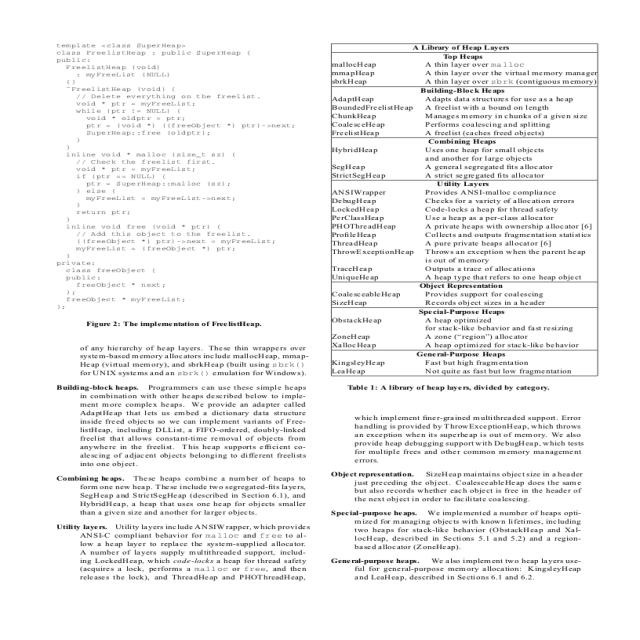 template <class SuperHeap>
class FreelistHeap : public SuperHeap {
public:
FreelistHeap (void)
: myFreeList (NULL)
{}
~FreelistHeap (void) {
// Delete everything on the freelist.
void * ptr = myFreeList;
while (ptr != NULL) {
void * oldptr = ptr;
ptr = (void *) ((freeObject *) ptr)->next;
SuperHeap::free (oldptr);
}
}
inline void * malloc (size_t sz) {
// Check the freelist first.
void * ptr = myFreeList;
if (ptr == NULL) {
ptr = SuperHeap::malloc (sz);
} else {
myFreeList = myFreeList->next;
}
return ptr;
}
inline void free (void * ptr) {
// Add this object to the freelist.
((freeObject *) ptr)->next = myFreeList;
myFreeList = (freeObject *) ptr;
}
private:
class freeObject {
public:
freeObject * next;
};
freeObject * myFreeList;
};
Figure 2: The implementation of FreelistHeap.
of any hierarchy of heap layers. These thin wrappers over
system-based memory allocators include mallocHeap, mmap-
Heap (virtual memory), and sbrkHeap (built using sbrk()
for UNIX systems and an sbrk() emulation for Windows).
Building-block heaps. Programmers can use these simple heaps
in combination with other heaps described below to imple-
ment more complex heaps. We provide an adapter called
AdaptHeap that lets us embed a dictionary data structure
inside freed objects so we can implement variants of Free-
listHeap, including DLList, a FIFO-ordered, doubly-linked
freelist that allows constant-time removal of objects from
anywhere in the freelist. This heap supports efficient co-
alescing of adjacent objects belonging to different freelists
into one object.
Combining heaps. These heaps combine a number of heaps to
form one new heap. These include two segregated-fits layers,
SegHeap and StrictSegHeap (described in Section 6.1), and
HybridHeap, a heap that uses one heap for objects smaller
than a given size and another for larger objects.
Utility layers. Utility layers include ANSIWrapper, which provides
ANSI-C compliant behavior for malloc and free to al-
low a heap layer to replace the system-supplied allocator.
A number of layers supply multithreaded support, includ-
ing LockedHeap, which code-locks a heap for thread safety
(acquires a lock, performs a malloc or free, and then
releases the lock), and ThreadHeap and PHOThreadHeap,
A Library of Heap Layers
Top Heaps
mallocHeap A thin layer over malloc
mmapHeap A thin layer over the virtual memory manager
sbrkHeap A thin layer over sbrk (contiguous memory)
Building-Block Heaps
AdaptHeap Adapts data structures for use as a heap
BoundedFreelistHeap A freelist with a bound on length
ChunkHeap Manages memory in chunks of a given size
CoalesceHeap Performs coalescing and splitting
FreelistHeap A freelist (caches freed objects)
Combining Heaps
HybridHeap Uses one heap for small objects
and another for large objects
SegHeap A general segregated fits allocator
StrictSegHeap A strict segregated fits allocator
Utility Layers
ANSIWrapper Provides ANSI-malloc compliance
DebugHeap Checks for a variety of allocation errors
LockedHeap Code-locks a heap for thread safety
PerClassHeap Use a heap as a per-class allocator
PHOThreadHeap A private heaps with ownership allocator [6]
ProfileHeap Collects and outputs fragmentation statistics
ThreadHeap A pure private heaps allocator [6]
ThrowExceptionHeap Throws an exception when the parent heap
is out of memory
TraceHeap Outputs a trace of allocations
UniqueHeap A heap type that refers to one heap object
Object Representation
CoalesceableHeap Provides support for coalescing
SizeHeap Records object sizes in a header
Special-Purpose Heaps
ObstackHeap A heap optimized
for stack-like behavior and fast resizing
ZoneHeap A zone ("region") allocator
XallocHeap A heap optimized for stack-like behavior
General-Purpose Heaps
KingsleyHeap Fast but high fragmentation
LeaHeap Not quite as fast but low fragmentation
Table 1: A library of heap layers, divided by category.
which implement finer-grained multithreaded support. Error
handling is provided by ThrowExceptionHeap, which throws
an exception when its superheap is out of memory. We also
provide heap debugging support with DebugHeap, which tests
for multiple frees and other common memory management
errors.
Object representation. SizeHeap maintains object size in a header
just preceding the object. CoalesceableHeap does the same
but also records whether each object is free in the header of
the next object in order to facilitate coalescing.
Special-purpose heaps. We implemented a number of heaps opti-
mized for managing objects with known lifetimes, including
two heaps for stack-like behavior (ObstackHeap and Xal-
locHeap, described in Sections 5.1 and 5.2) and a region-
based allocator (ZoneHeap).
General-purpose heaps. We also implement two heap layers use-
ful for general-purpose memory allocation: KingsleyHeap
and LeaHeap, described in Sections 6.1 and 6.2.